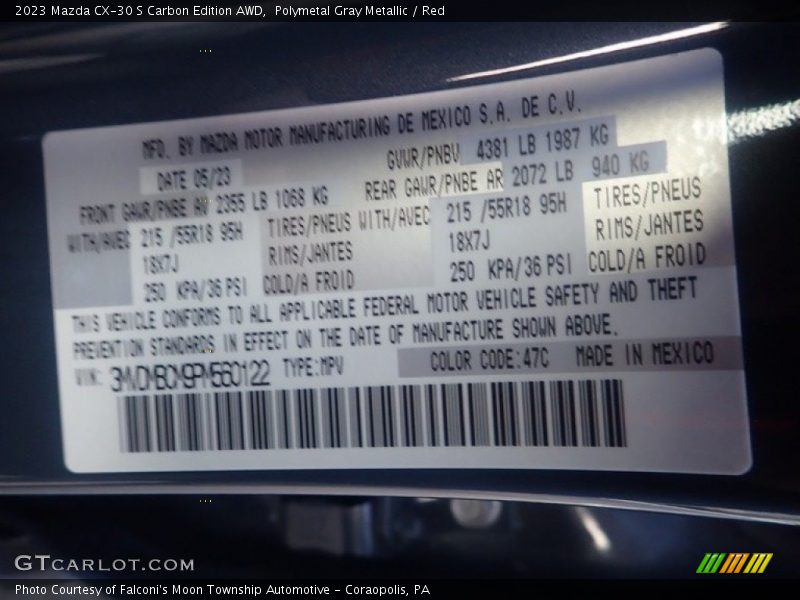 2023 Mazda CX-30 S Carbon Edition AWD,  Polymetal Gray Metallic / Red
MFD. BY MAZDA MOTOR MANUFACTURING DE MEXICO S.A. DE C.V.
DATE 05/23 GVWR/PNBV 4381 LB 1987 KG
FRONT GAWR/PNBE AV 2355 LB 1068 KG REAR GAWR/PNBE AR 2072 LB 940 KG
WITH/AVEC 215 /55R18 95H TIRES/PNEUS WITH/AVEC 215 /55R18 95H TIRES/PNEUS
18X7J RIMS/JANTES 18X7J RIMS/JANTES
250 KPA/36 PSI COLD/A FROID 250 KPA/36 PSI COLD/A FROID
THIS VEHICLE CONFORMS TO ALL APPLICABLE FEDERAL MOTOR VEHICLE SAFETY AND THEFT
PREVENTION STANDARDS IN EFFECT ON THE DATE OF MANUFACTURE SHOWN ABOVE.
VIN: 3MVDMBCM9PM560122 TYPE:MPV COLOR CODE:47C MADE IN MEXICO
GTCARLOT.COM
Photo Courtesy of Falconi's Moon Township Automotive - Coraopolis, PA